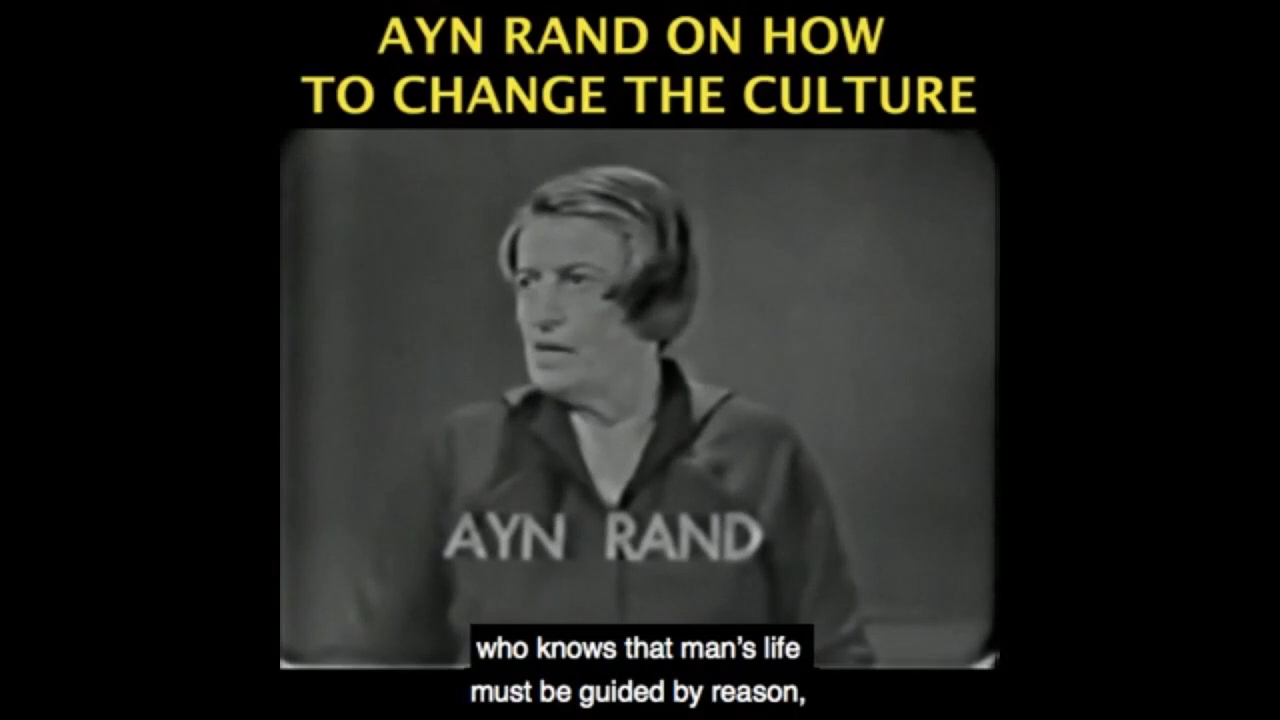 AYN RAND ON HOW
TO CHANGE THE CULTURE
AYN RAND
who knows that man's life
must be guided by reason,